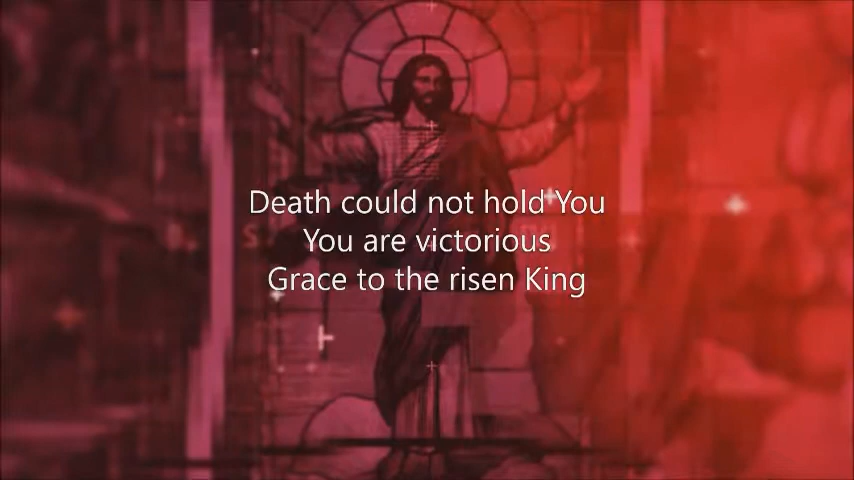 Death could not hold You
You are victorious
Grace to the risen King